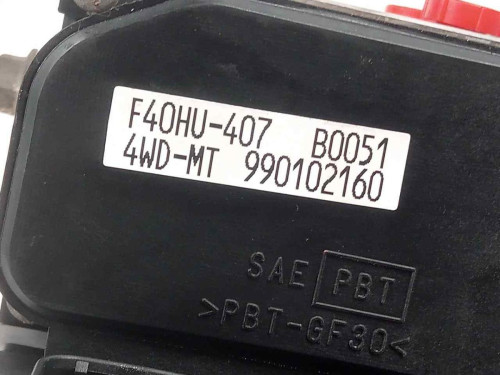 F40HU-407 B0051
4WD-MT 990102160
SAE PBT
>PBT-GF30<